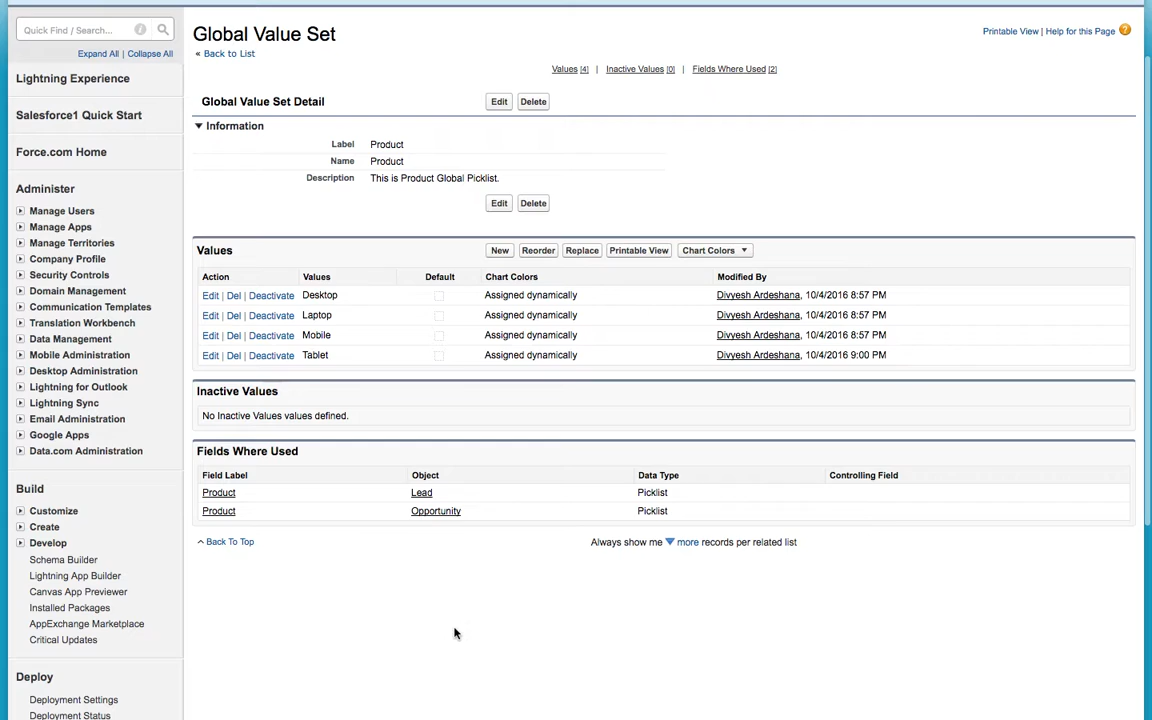 Quick Find / Search... i
Expand All | Collapse All
Lightning Experience
Salesforce1 Quick Start
Force.com Home
Administer
Manage Users
Manage Apps
Manage Territories
Company Profile
Security Controls
Domain Management
Communication Templates
Translation Workbench
Data Management
Mobile Administration
Desktop Administration
Lightning for Outlook
Lightning Sync
Email Administration
Google Apps
Data.com Administration
Build
Customize
Create
Develop
Schema Builder
Lightning App Builder
Canvas App Previewer
Installed Packages
AppExchange Marketplace
Critical Updates
Deploy
Deployment Settings
Deployment Status
Global Value Set
« Back to List
Printable View | Help for this Page ?
Values [4] | Inactive Values [0] | Fields Where Used [2]
Global Value Set Detail Edit Delete
Information
Label Product
Name Product
Description This is Product Global Picklist.
Edit Delete
Values New Reorder Replace Printable View Chart Colors
Action Values Default Chart Colors Modified By
Edit | Del | Deactivate Desktop Assigned dynamically Divyesh Ardeshana, 10/4/2016 8:57 PM
Edit | Del | Deactivate Laptop Assigned dynamically Divyesh Ardeshana, 10/4/2016 8:57 PM
Edit | Del | Deactivate Mobile Assigned dynamically Divyesh Ardeshana, 10/4/2016 8:57 PM
Edit | Del | Deactivate Tablet Assigned dynamically Divyesh Ardeshana, 10/4/2016 9:00 PM
Inactive Values
No Inactive Values values defined.
Fields Where Used
Field Label Object Data Type Controlling Field
Product Lead Picklist
Product Opportunity Picklist
^ Back To Top Always show me more records per related list